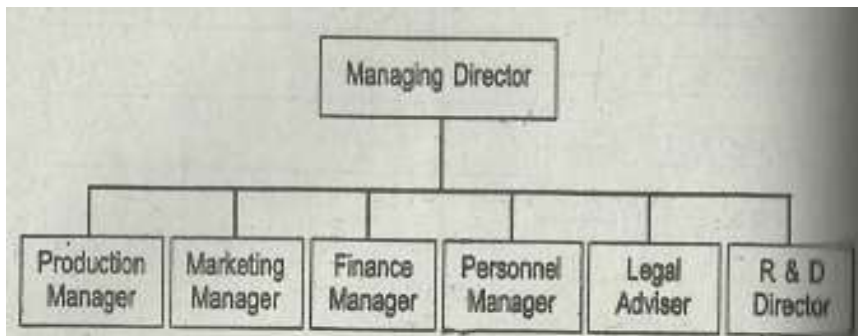 Managing Director
Production
Manager
Marketing
Manager
Finance
Manager
Personnel
Manager
Legal
Adviser
R & D
Director